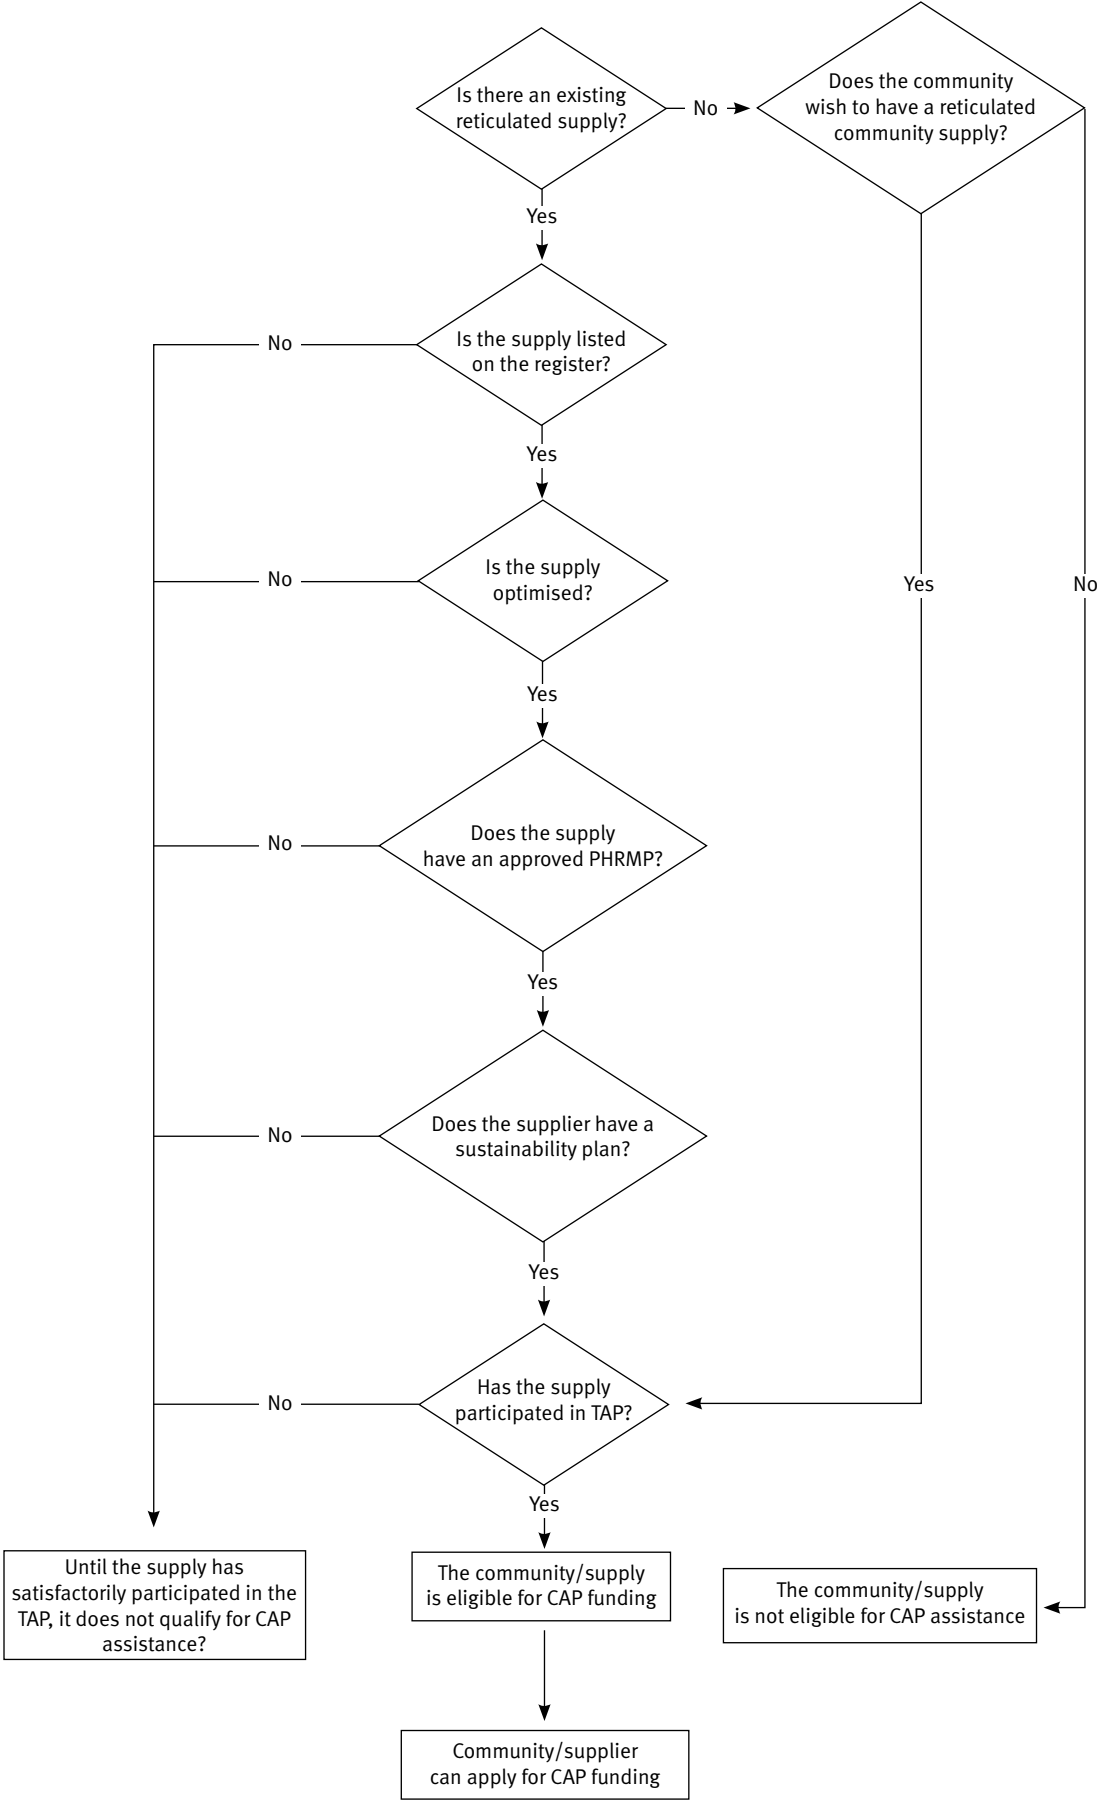 Is there an existing
reticulated supply?
No
Does the community
wish to have a reticulated
community supply?
Yes
No
Is the supply listed
on the register?
Yes
No
Is the supply
optimised?
Yes
No
Yes
No
Does the supply
have an approved PHRMP?
No
Yes
Does the supplier have a
sustainability plan?
No
Yes
Has the supply
participated in TAP?
No
Yes
Until the supply has
satisfactorily participated in the
TAP, it does not qualify for CAP
assistance?
The community/supply
is eligible for CAP funding
The community/supply
is not eligible for CAP assistance
Community/supplier
can apply for CAP funding